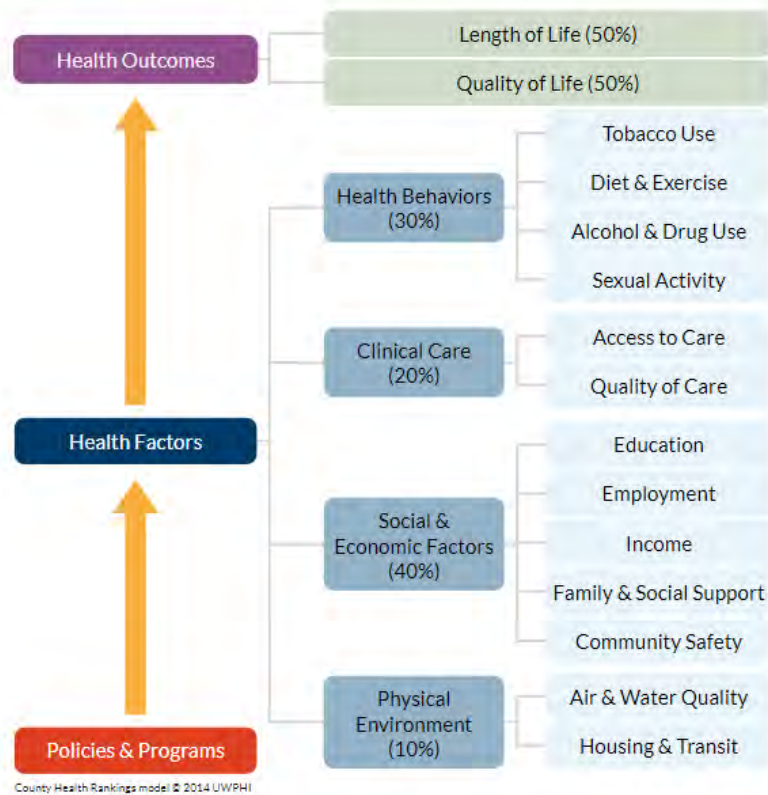 Health Outcomes
Length of Life (50%)
Quality of Life (50%)
Health Behaviors
(30%)
Tobacco Use
Diet & Exercise
Alcohol & Drug Use
Sexual Activity
Clinical Care
(20%)
Access to Care
Quality of Care
Health Factors
Social &
Economic Factors
(40%)
Education
Employment
Income
Family & Social Support
Community Safety
Physical
Environment
(10%)
Air & Water Quality
Housing & Transit
Policies & Programs
County Health Rankings model © 2014 UWPHI